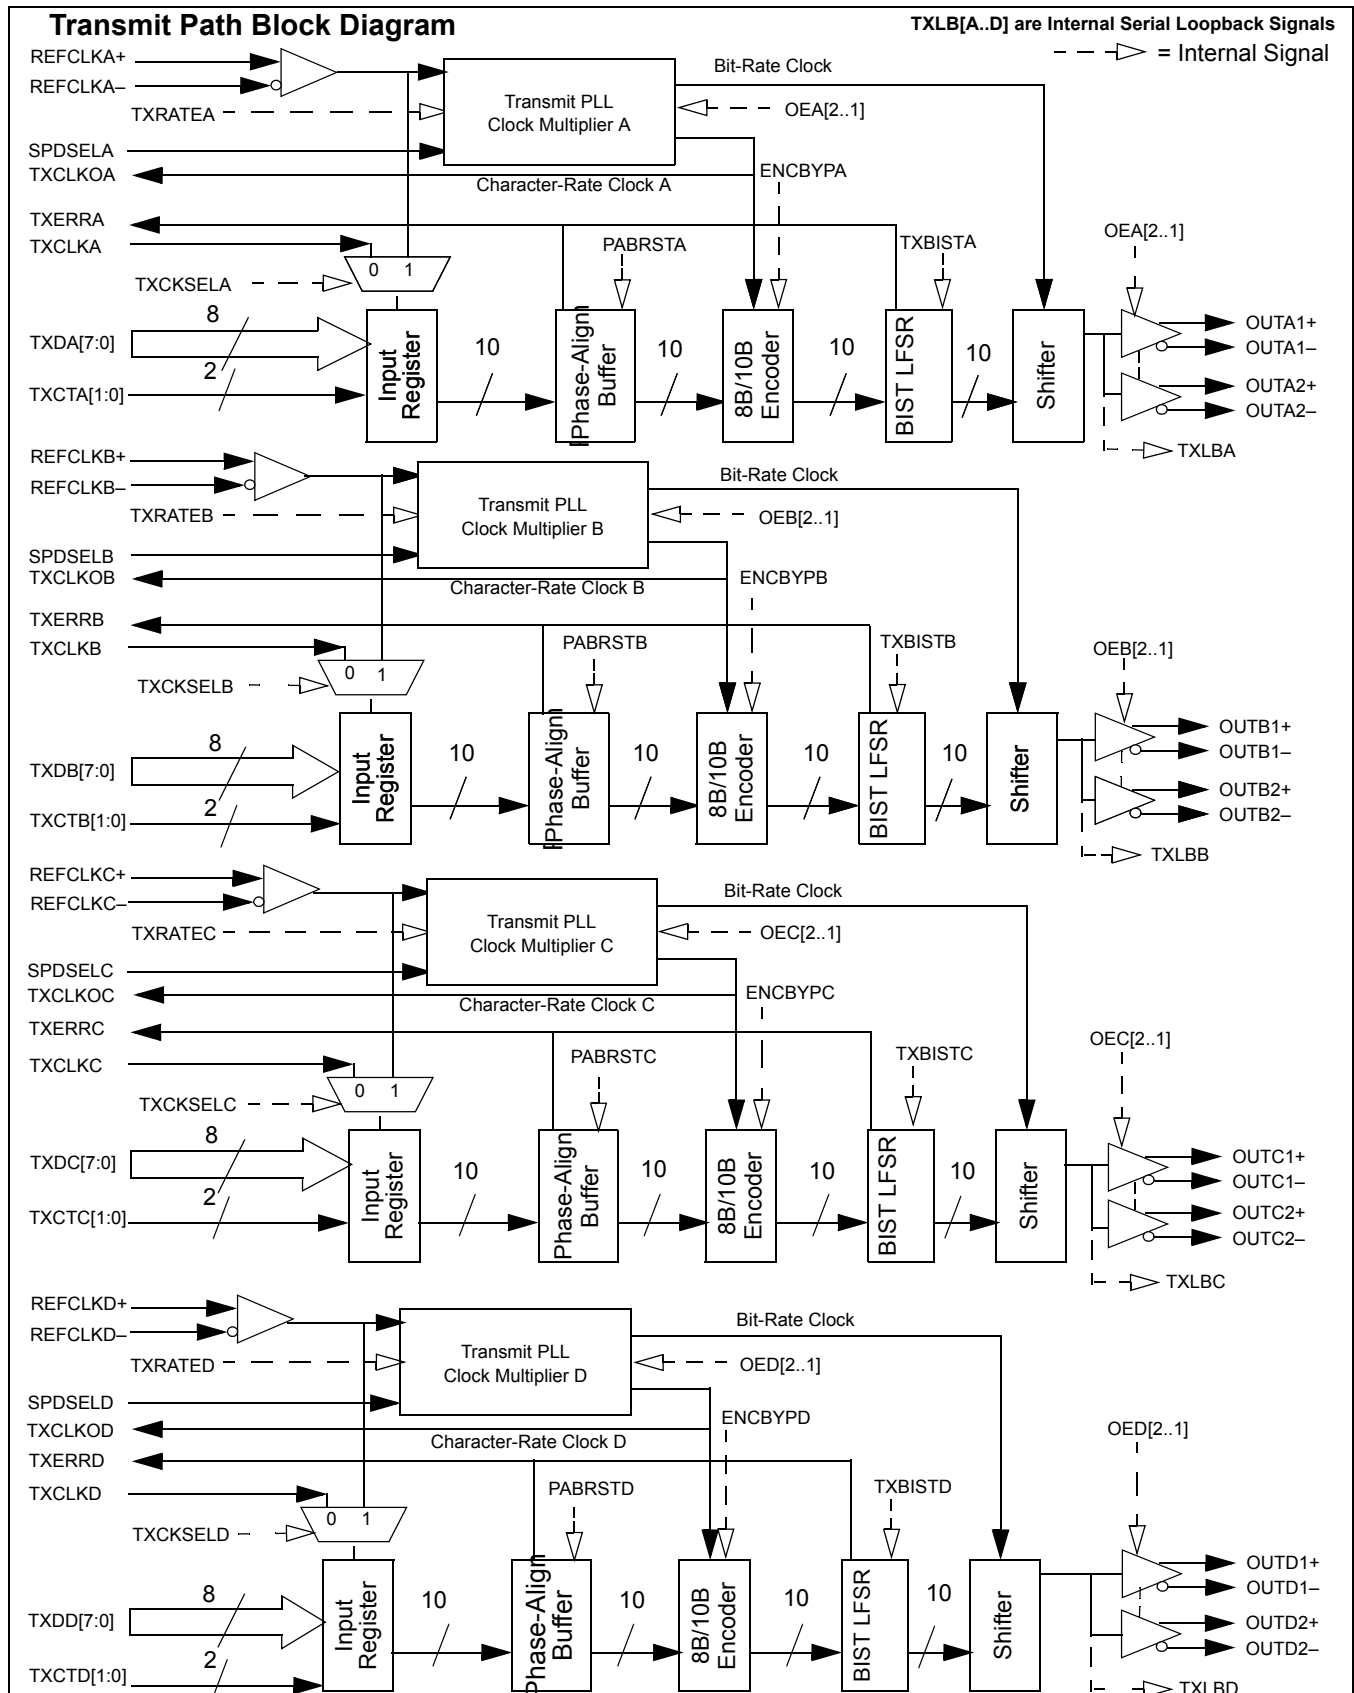 Transmit Path Block Diagram
TXLB[A..D] are Internal Serial Loopback Signals
= Internal Signal
REFCLKA+
REFCLKA–
TXRATEA
SPDSELA
TXCLKOA
TXERRA
TXCLKA
TXCKSELA
TXDA[7:0]
TXCTA[1:0]
Transmit PLL
Clock Multiplier A
Bit-Rate Clock
OEA[2..1]
Character-Rate Clock A
ENCBYPA
PABRSTA
TXBISTA
OEA[2..1]
0 1
8
2
Input
Register
10
Phase-Align
Buffer
10
8B/10B
Encoder
10
BIST LFSR
10
Shifter
OUTA1+
OUTA1–
OUTA2+
OUTA2–
TXLBA
REFCLKB+
REFCLKB–
TXRATEB
SPDSELB
TXCLKOB
TXERRB
TXCLKB
TXCKSELB
TXDB[7:0]
TXCTB[1:0]
Transmit PLL
Clock Multiplier B
Bit-Rate Clock
OEB[2..1]
Character-Rate Clock B
ENCBYPB
PABRSTB
TXBISTB
OEB[2..1]
0 1
8
2
Input
Register
10
Phase-Align
Buffer
10
8B/10B
Encoder
10
BIST LFSR
10
Shifter
OUTB1+
OUTB1–
OUTB2+
OUTB2–
TXLBB
REFCLKC+
REFCLKC–
TXRATEC
SPDSELC
TXCLKOC
TXERRC
TXCLKC
TXCKSELC
TXDC[7:0]
TXCTC[1:0]
Transmit PLL
Clock Multiplier C
Bit-Rate Clock
OEC[2..1]
Character-Rate Clock C
ENCBYPC
PABRSTC
TXBISTC
OEC[2..1]
0 1
8
2
Input
Register
10
Phase-Align
Buffer
10
8B/10B
Encoder
10
BIST LFSR
10
Shifter
OUTC1+
OUTC1–
OUTC2+
OUTC2–
TXLBC
REFCLKD+
REFCLKD–
TXRATED
SPDSELD
TXCLKOD
TXERRD
TXCLKD
TXCKSELD
TXDD[7:0]
TXCTD[1:0]
Transmit PLL
Clock Multiplier D
Bit-Rate Clock
OED[2..1]
Character-Rate Clock D
ENCBYPD
PABRSTD
TXBISTD
OED[2..1]
0 1
8
2
Input
Register
10
Phase-Align
Buffer
10
8B/10B
Encoder
10
BIST LFSR
10
Shifter
OUTD1+
OUTD1–
OUTD2+
OUTD2–
TXLBD